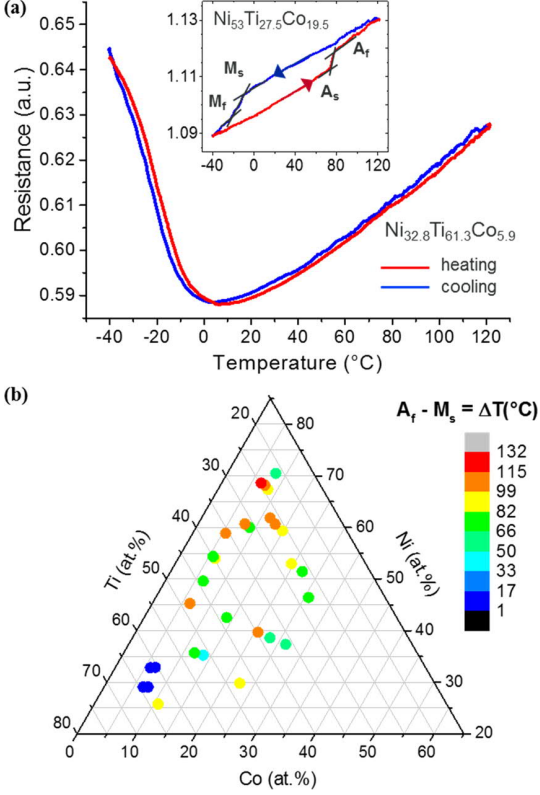 (a)
Resistance (a.u.)
0.65
0.64
0.63
0.62
0.61
0.60
0.59
-60 -40 -20 0 20 40 60 80 100 120
Temperature (°C)
Ni32.8Ti61.3Co5.9
heating
cooling
Ni53Ti27.5Co19.5
1.13
1.11
1.09
-40 0 40 80 120
Ms
Mf
As
Af
(b)
Af - Ms = ΔT(°C)
132
115
99
82
66
50
33
17
1
Ti (at.%)
20
30
40
50
60
70
80
Ni (at.%)
80
70
60
50
40
30
20
0 10 20 30 40 50 60
Co (at.%)